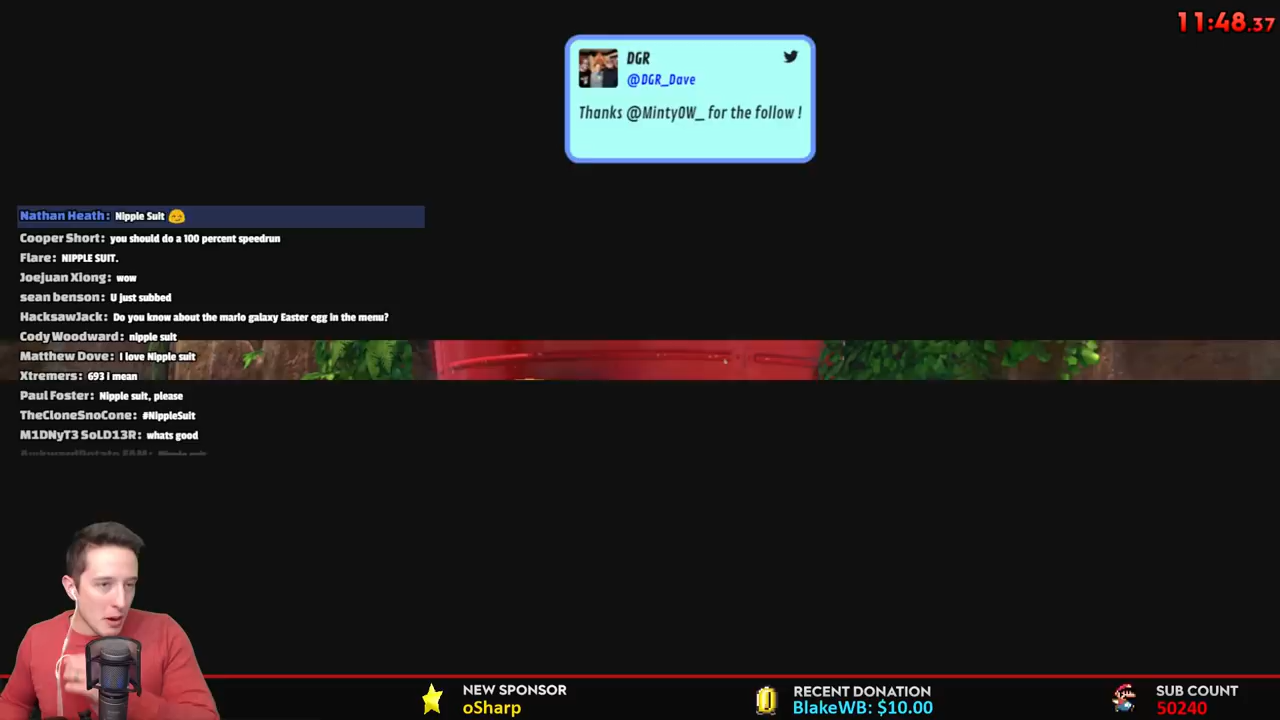 11:48.37
DGR
@DGR_Dave
Thanks @MintyOW_ for the follow !
Nathan Heath: Nipple Suit
Cooper Short: you should do a 100 percent speedrun
Flare: NIPPLE SUIT.
Joejuan Xiong: wow
sean benson: U just subbed
HacksawJack: Do you know about the mario galaxy Easter egg in the menu?
Cody Woodward: nipple suit
Matthew Dove: I love Nipple suit
Xtremers: 693 i mean
Paul Foster: Nipple suit, please
TheCloneSnoCone: #NippleSuit
M1DNyT3 SoLD13R: whats good
NEW SPONSOR
oSharp
RECENT DONATION
BlakeWB: $10.00
SUB COUNT
50240